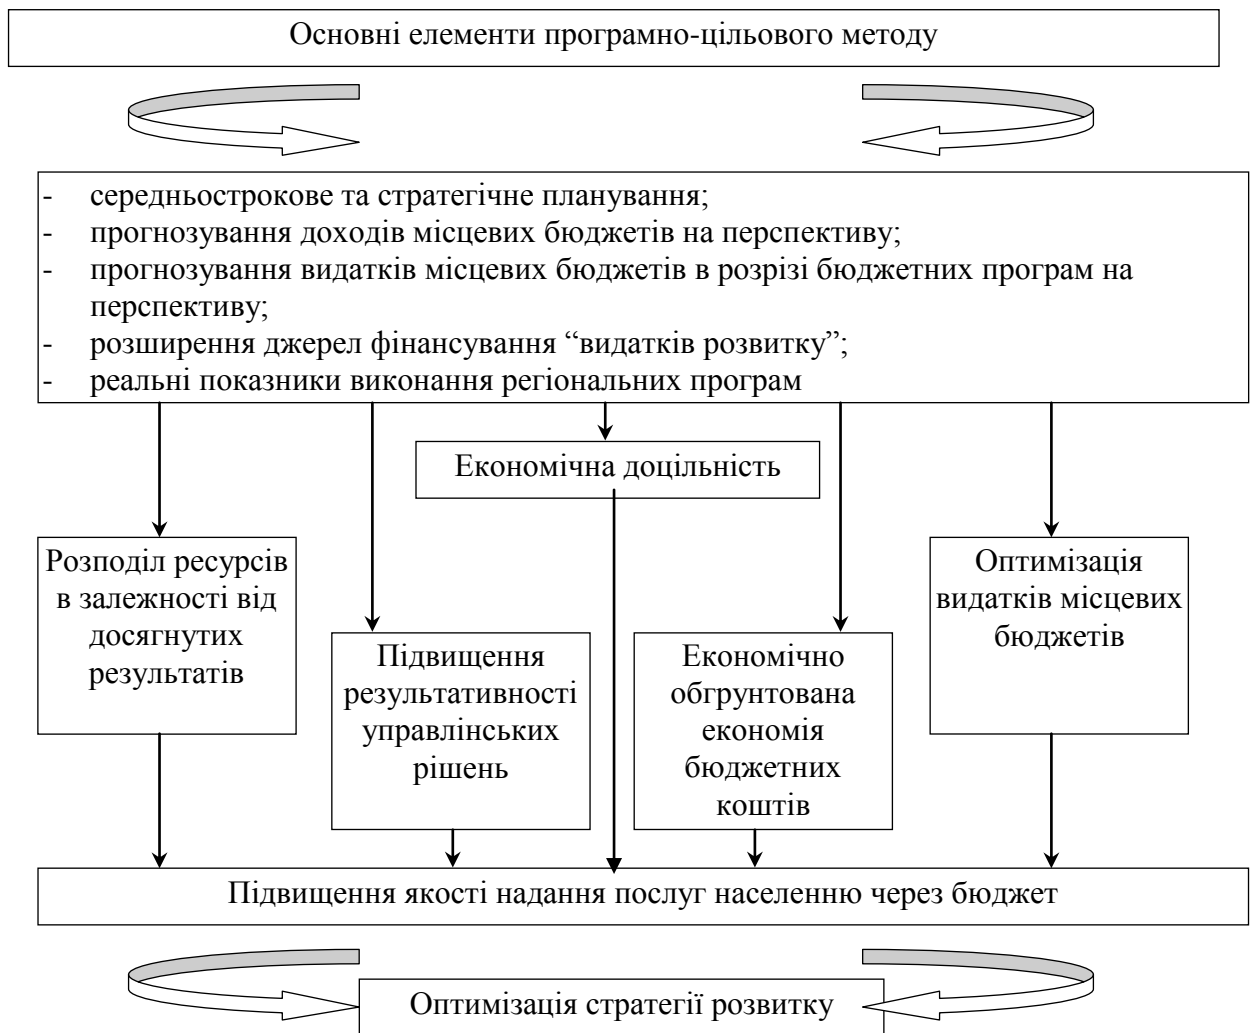 Основні елементи програмно-цільового методу
- середньострокове та стратегічне планування;
- прогнозування доходів місцевих бюджетів на перспективу;
- прогнозування видатків місцевих бюджетів в розрізі бюджетних програм на
перспективу;
- розширення джерел фінансування “видатків розвитку”;
- реальні показники виконання регіональних програм
Економічна доцільність
Розподіл ресурсів
в залежності від
досягнутих
результатів
Підвищення
результативності
управлінських
рішень
Економічно
обгрунтована
економія
бюджетних
коштів
Оптимізація
видатків місцевих
бюджетів
Підвищення якості надання послуг населенню через бюджет
Оптимізація стратегії розвитку